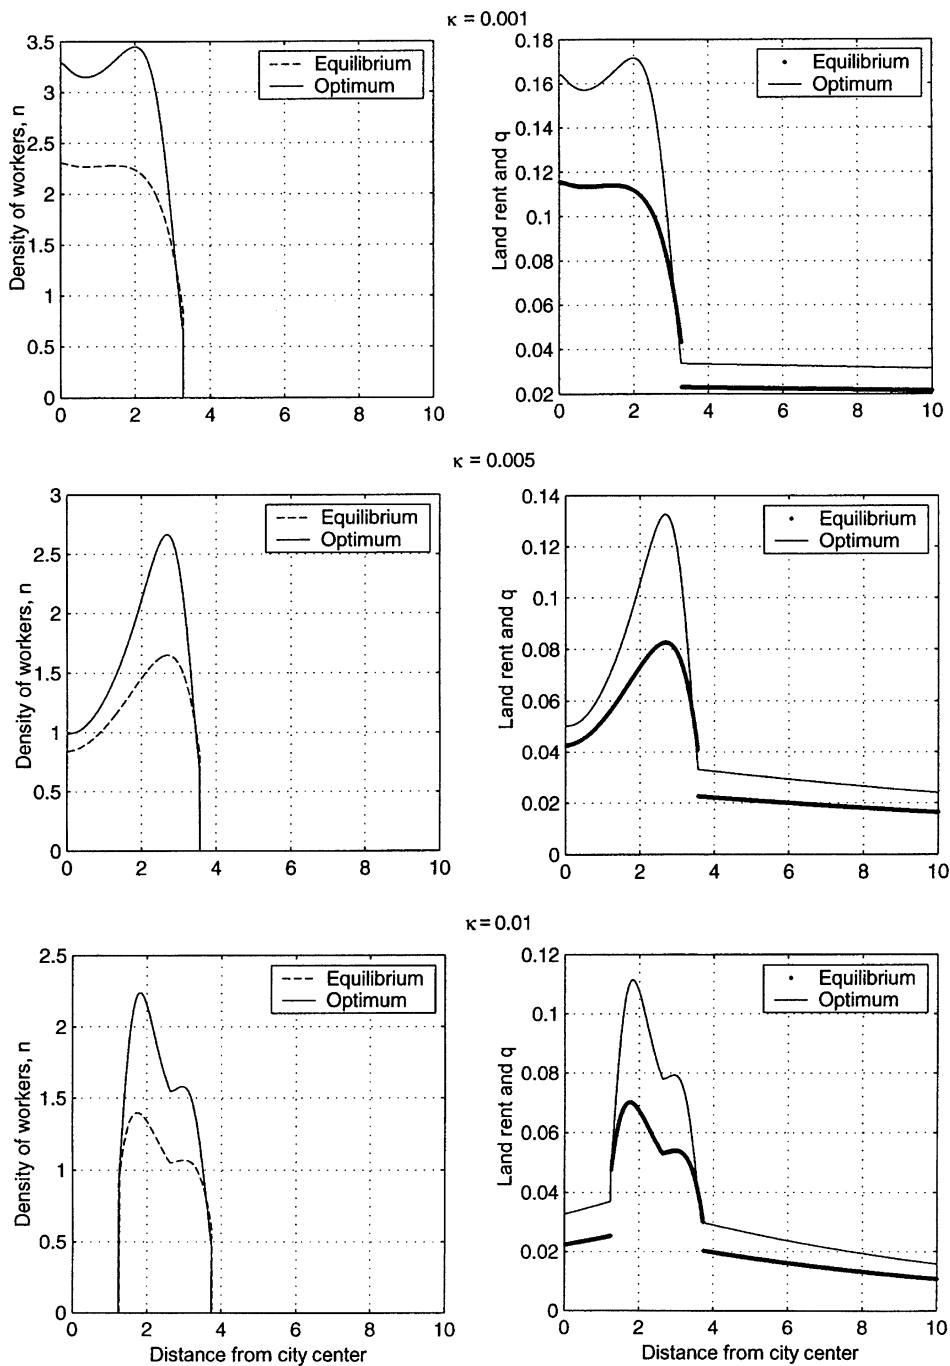 κ = 0.001
Density of workers, n
3.5
3
2.5
2
1.5
1
0.5
0
0 2 4 6 8 10
Equilibrium
Optimum
Land rent and q
0.18
0.16
0.14
0.12
0.1
0.08
0.06
0.04
0.02
0 2 4 6 8 10
Equilibrium
Optimum
κ = 0.005
Density of workers, n
3
2.5
2
1.5
1
0.5
0
0 2 4 6 8 10
Equilibrium
Optimum
Land rent and q
0.14
0.12
0.1
0.08
0.06
0.04
0.02
0
0 2 4 6 8 10
Equilibrium
Optimum
κ = 0.01
Density of workers, n
2.5
2
1.5
1
0.5
0
0 2 4 6 8 10
Distance from city center
Equilibrium
Optimum
Land rent and q
0.12
0.1
0.08
0.06
0.04
0.02
0
0 2 4 6 8 10
Distance from city center
Equilibrium
Optimum